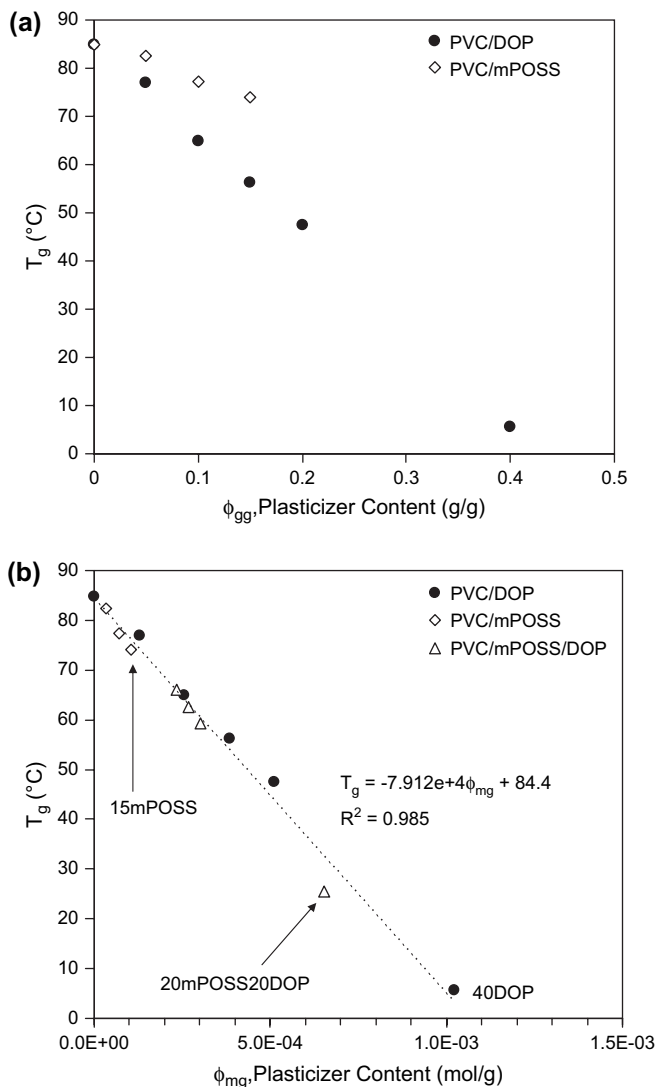 (a)
90
80
70
60
50
40
30
20
10
0
T_g (°C)
● PVC/DOP
◇ PVC/mPOSS
0 0.1 0.2 0.3 0.4 0.5
ϕ_gg,Plasticizer Content (g/g)
(b)
90
80
70
60
50
40
30
20
10
0
T_g (°C)
● PVC/DOP
◇ PVC/mPOSS
△ PVC/mPOSS/DOP
T_g = -7.912e+4ϕ_mg + 84.4
R² = 0.985
15mPOSS
20mPOSS20DOP
40DOP
0.0E+00 5.0E-04 1.0E-03 1.5E-03
ϕ_mg,Plasticizer Content (mol/g)